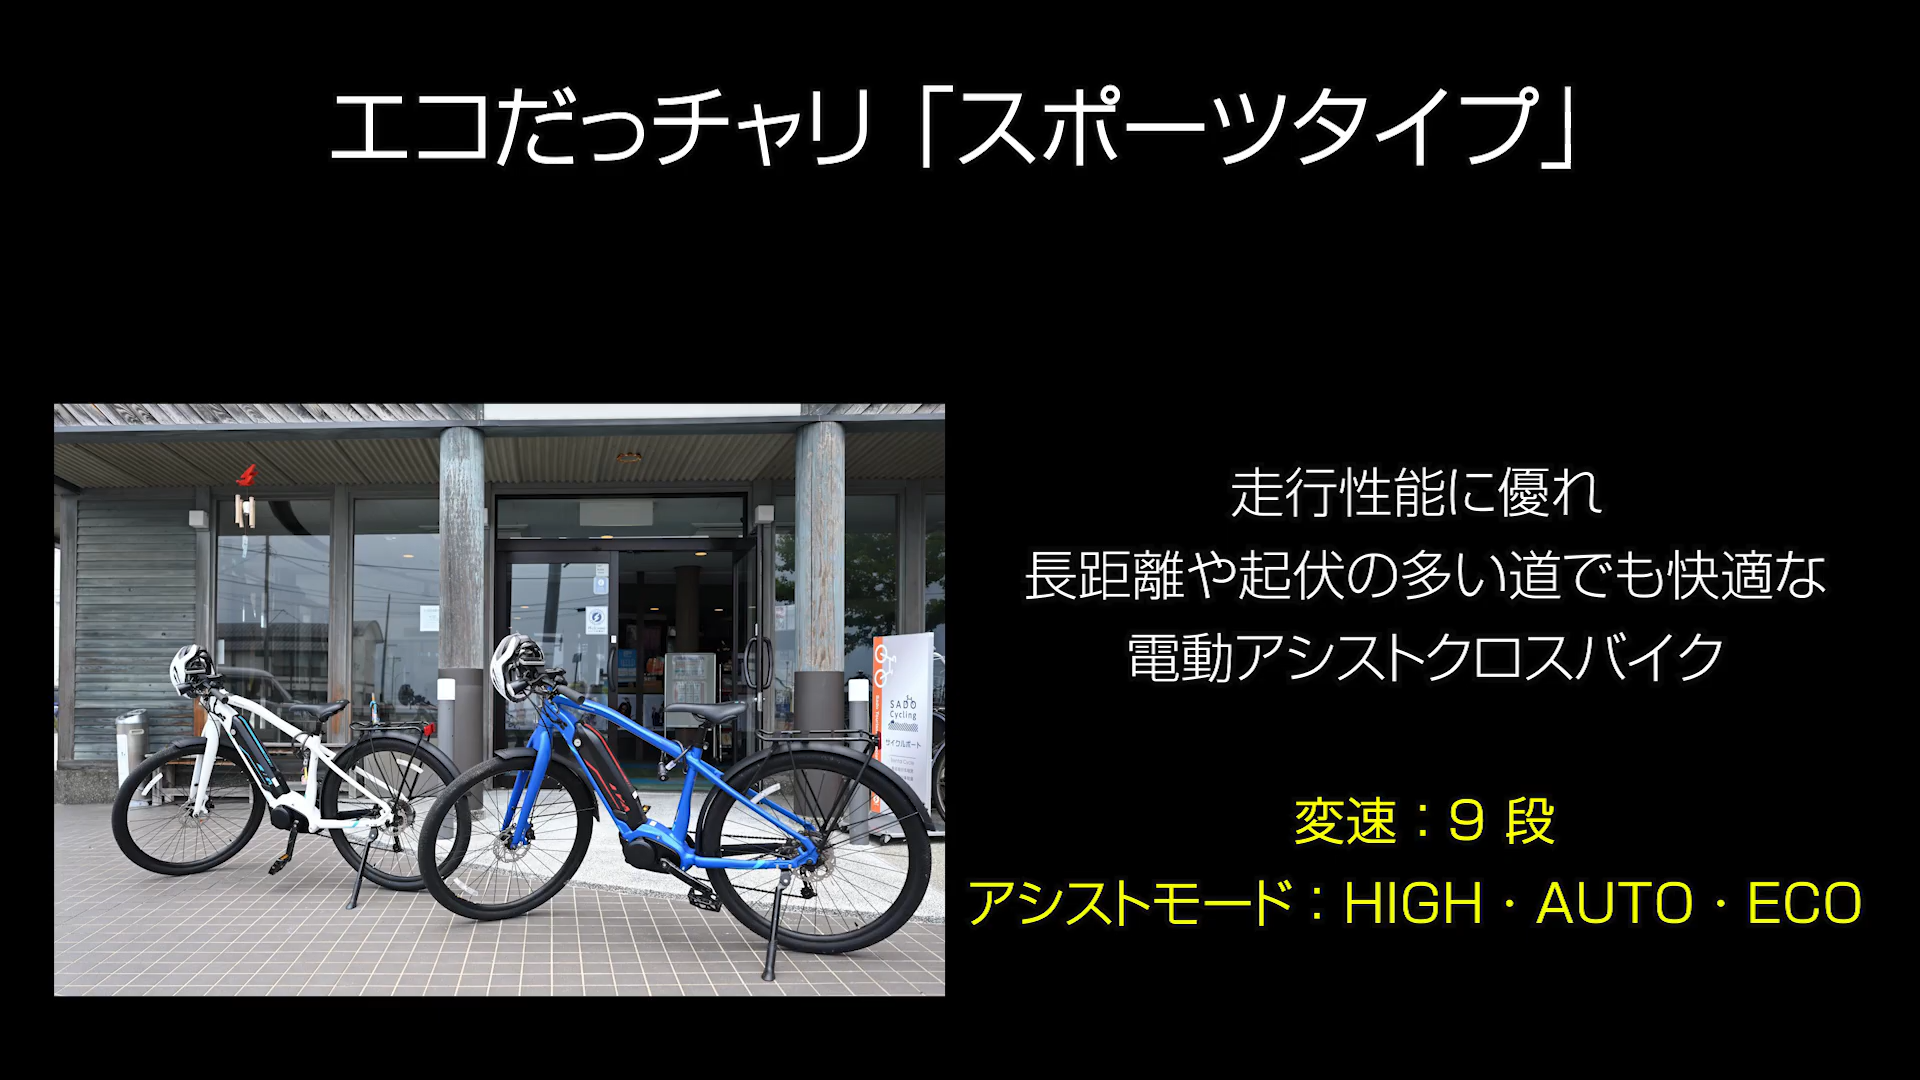 エコだっチャリ「スポーツタイプ」
走行性能に優れ
長距離や起伏の多い道でも快適な
電動アシストクロスバイク
変速：9 段
アシストモード：HIGH・AUTO・ECO
SADO
Cycling
サイクルポート